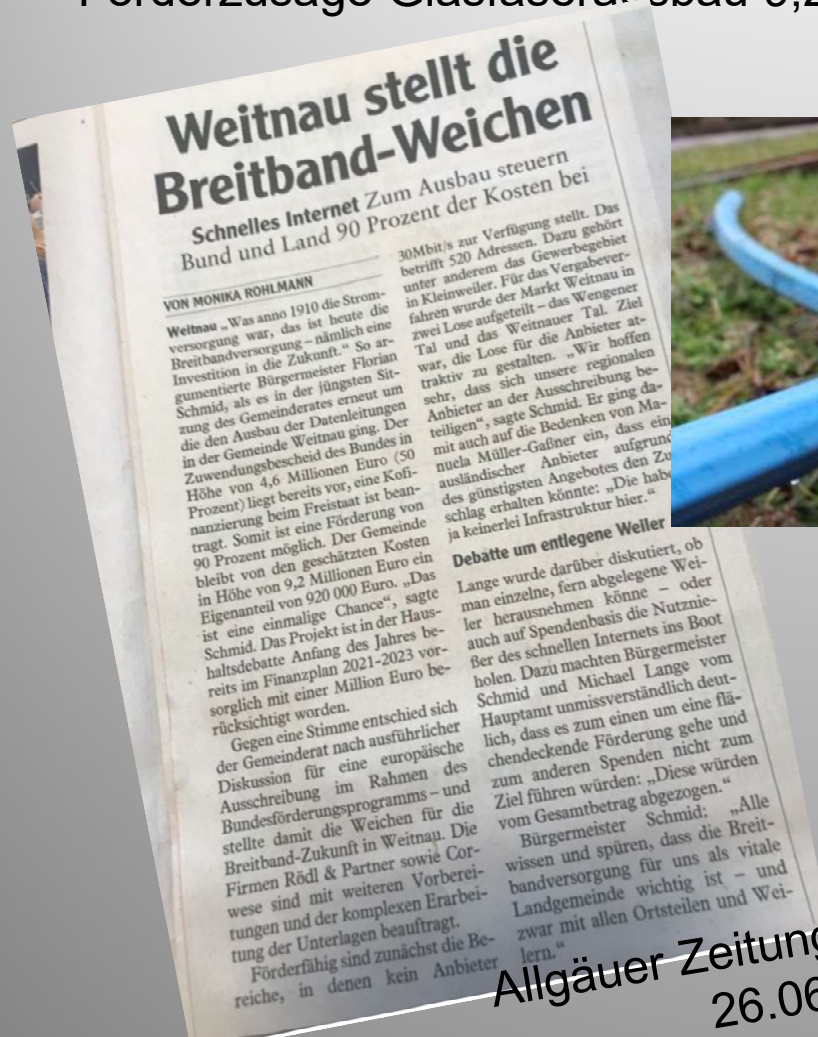 Weitnau stellt die
Breitband-Weichen
Schnelles Internet Zum Ausbau steuern
Bund und Land 90 Prozent der Kosten bei
VON MONIKA ROHLMANN
Weitnau „Was anno 1910 die Strom-
versorgung war, das ist heute die
Breitbandversorgung – nämlich eine
Investition in die Zukunft.“ So ar-
gumentierte Bürgermeister Florian
Schmid, als es in der jüngsten Sit-
zung des Gemeinderates erneut um
die den Ausbau der Datenleitungen
in der Gemeinde Weitnau ging. Der
Zuwendungsbescheid des Bundes in
Höhe von 4,6 Millionen Euro (50
Prozent) liegt bereits vor, eine Kofi-
nanzierung beim Freistaat ist bean-
tragt. Somit ist eine Förderung von
90 Prozent möglich. Der Gemeinde
bleibt von den geschätzten Kosten
in Höhe von 9,2 Millionen Euro ein
Eigenanteil von 920 000 Euro. „Das
ist eine einmalige Chance“, sagte
Schmid. Das Projekt ist in der Haus-
haltsdebatte Anfang des Jahres be-
reits im Finanzplan 2021-2023 vor-
sorglich mit einer Million Euro be-
rücksichtigt worden.
Gegen eine Stimme entschied sich
der Gemeinderat nach ausführlicher
Diskussion für eine europäische
Ausschreibung im Rahmen des
Bundesförderungsprogramms – und
stellte damit die Weichen für die
Breitband-Zukunft in Weitnau. Die
Firmen Rödl & Partner sowie Cor-
wese sind mit weiteren Vorberei-
tungen und der komplexen Erarbei-
tung der Unterlagen beauftragt.
Förderfähig sind zunächst die Be-
reiche, in denen kein Anbieter
30Mbit/s zur Verfügung stellt. Das
betrifft 520 Adressen. Dazu gehört
unter anderem das Gewerbegebiet
in Kleinweiler. Für das Vergabever-
fahren wurde der Markt Weitnau in
zwei Lose aufgeteilt – das Wengener
Tal und das Weitnauer Tal. Ziel
war, die Lose für die Anbieter at-
traktiv zu gestalten. „Wir hoffen
sehr, dass sich unsere regionalen
Anbieter an der Ausschreibung be-
teiligen“, sagte Schmid. Er ging da-
mit auch auf die Bedenken von Ma-
nuela Müller-Gaßner ein, dass ein
ausländischer Anbieter aufgrund
des günstigsten Angebotes den Zu
schlag erhalten könnte: „Die habe
ja keinerlei Infrastruktur hier.“
Debatte um entlegene Weiler
Lange wurde darüber diskutiert, ob
man einzelne, fern abgelegene Wei-
ler herausnehmen könne – oder
auch auf Spendenbasis die Nutznie-
ßer des schnellen Internets ins Boot
holen. Dazu machten Bürgermeister
Schmid und Michael Lange vom
Hauptamt unmissverständlich deut-
lich, dass es zum einen um eine flä-
chendeckende Förderung gehe und
zum anderen Spenden nicht zum
Ziel führen würden: „Diese würden
vom Gesamtbetrag abgezogen.“
Bürgermeister Schmid: „Alle
wissen und spüren, dass die Breit-
bandversorgung für uns als vitale
Landgemeinde wichtig ist – und
zwar mit allen Ortsteilen und Wei-
lern.“
Allgäuer Zeitung
26.06